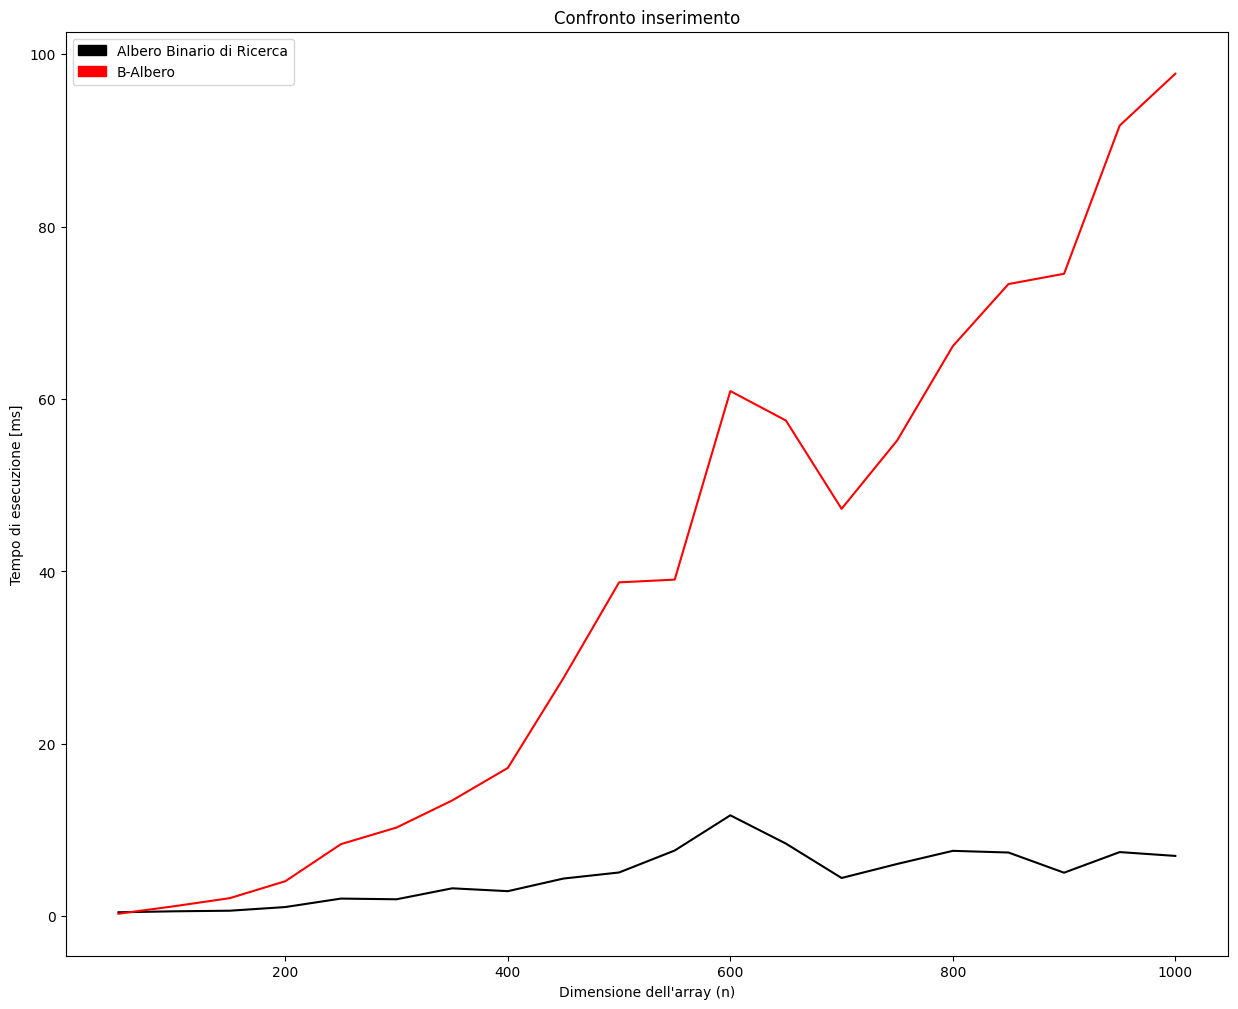 Confronto inserimento
Albero Binario di Ricerca
B-Albero
100
80
60
40
20
0
Tempo di esecuzione [ms]
200
400
600
800
1000
Dimensione dell'array (n)